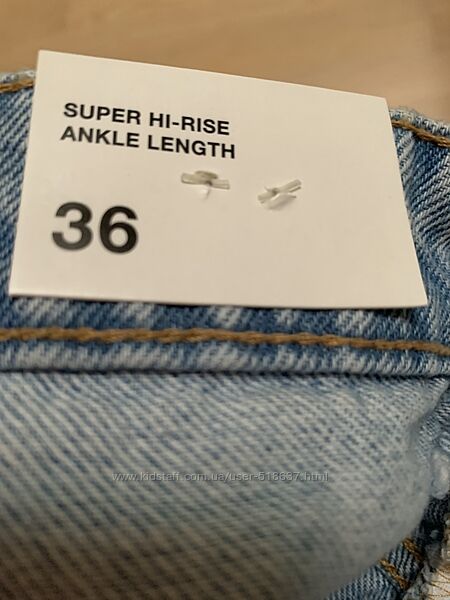 SUPER HI-RISE
ANKLE LENGTH
36
www.kidstaff.com.ua/user-518637.html